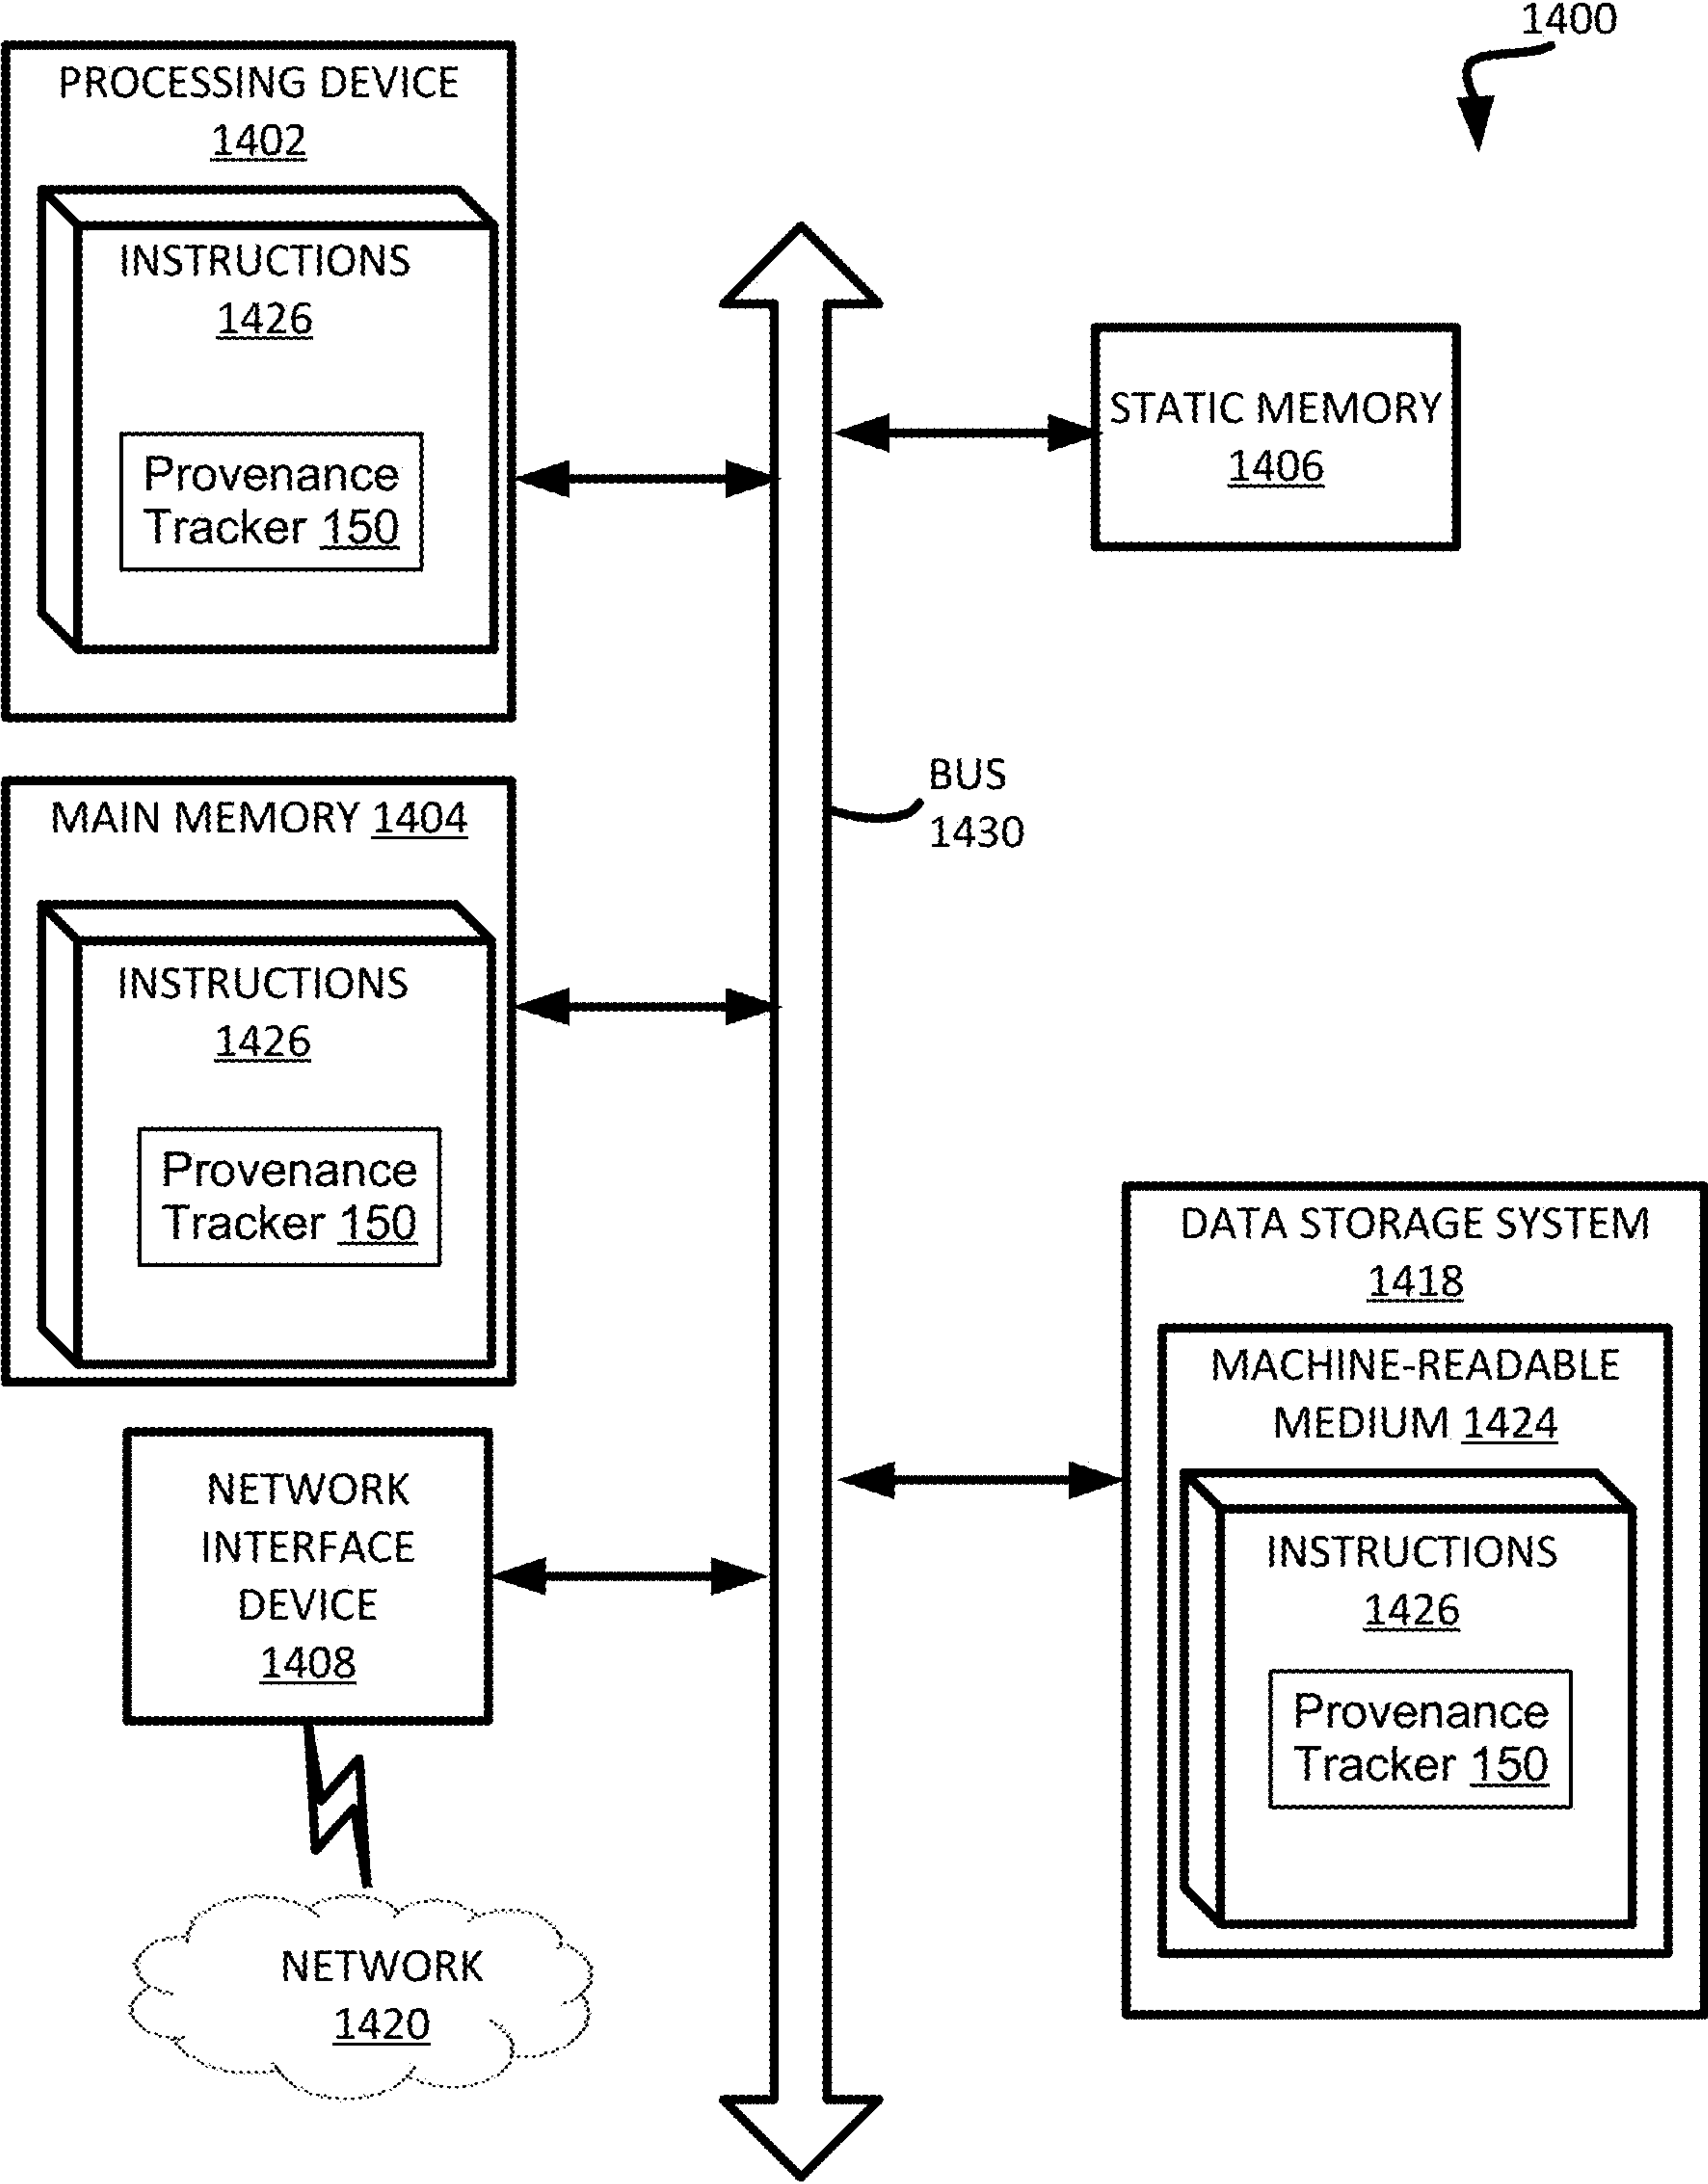 1400
PROCESSING DEVICE
1402
INSTRUCTIONS
1426
Provenance
Tracker 150
STATIC MEMORY
1406
BUS
1430
MAIN MEMORY 1404
INSTRUCTIONS
1426
Provenance
Tracker 150
DATA STORAGE SYSTEM
1418
MACHINE-READABLE
MEDIUM 1424
INSTRUCTIONS
1426
Provenance
Tracker 150
NETWORK
INTERFACE
DEVICE
1408
NETWORK
1420